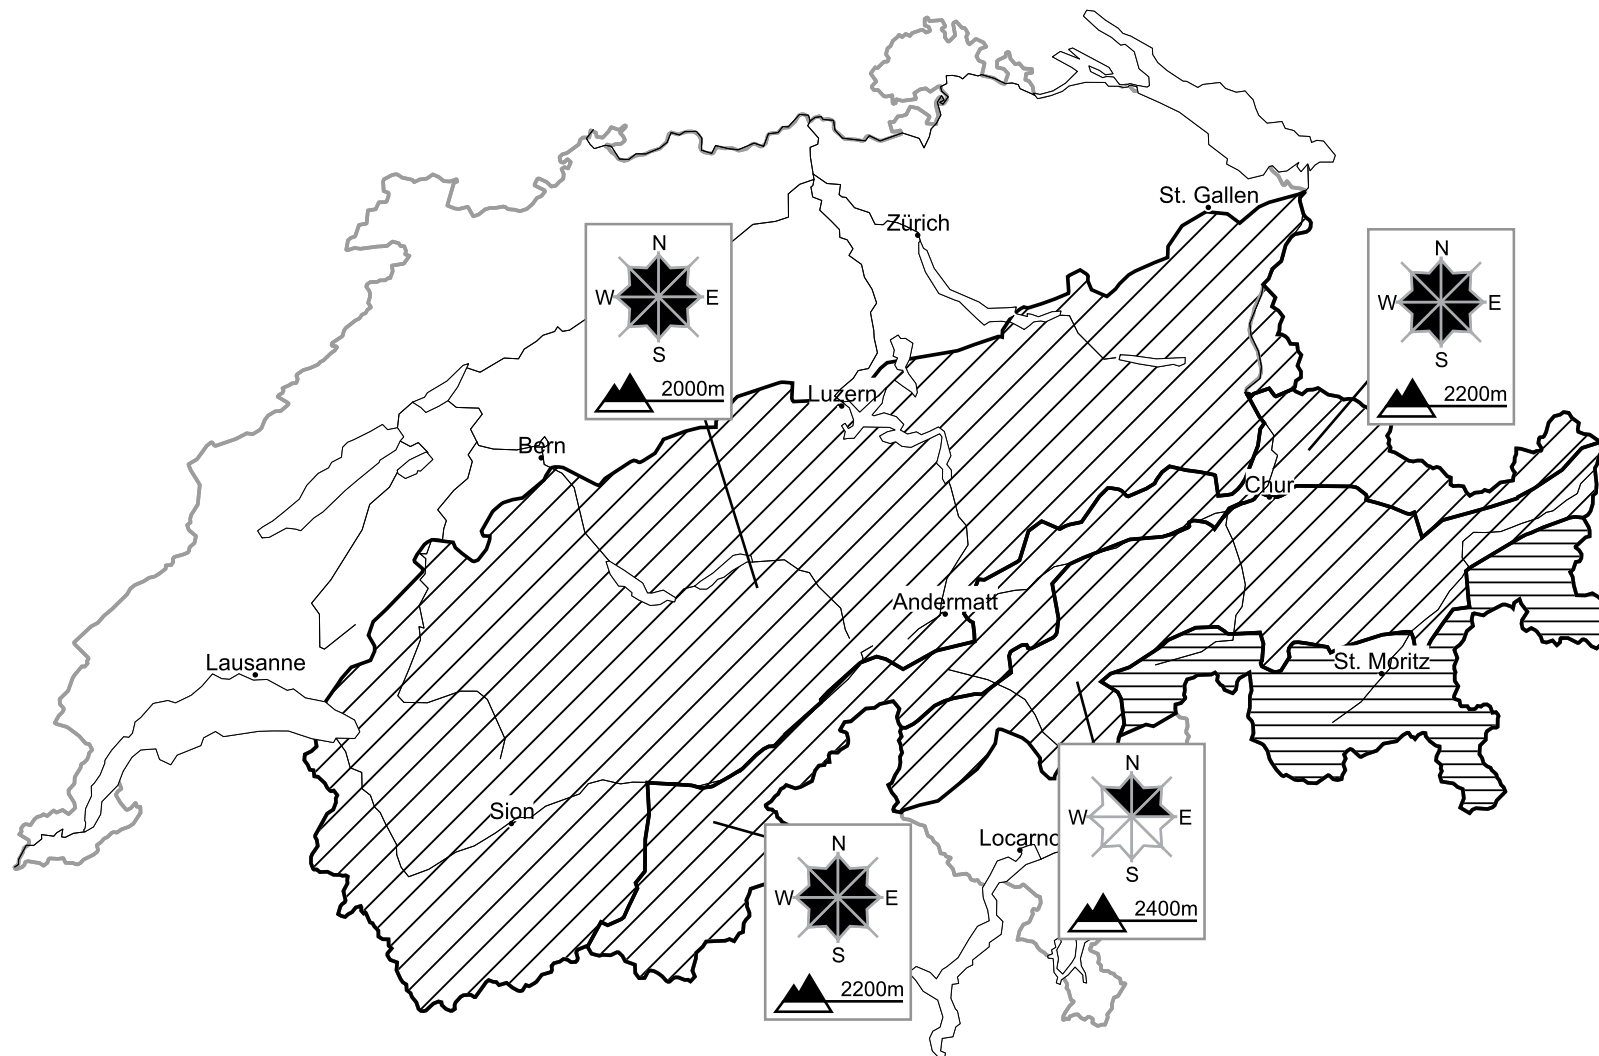 St. Gallen
Zürich
N
W E
S
2000m
N
W E
S
2200m
Luzern
Bern
Chur
Andermatt
Lausanne
St. Moritz
Sion
N
W E
S
2400m
Locarno
N
W E
S
2200m